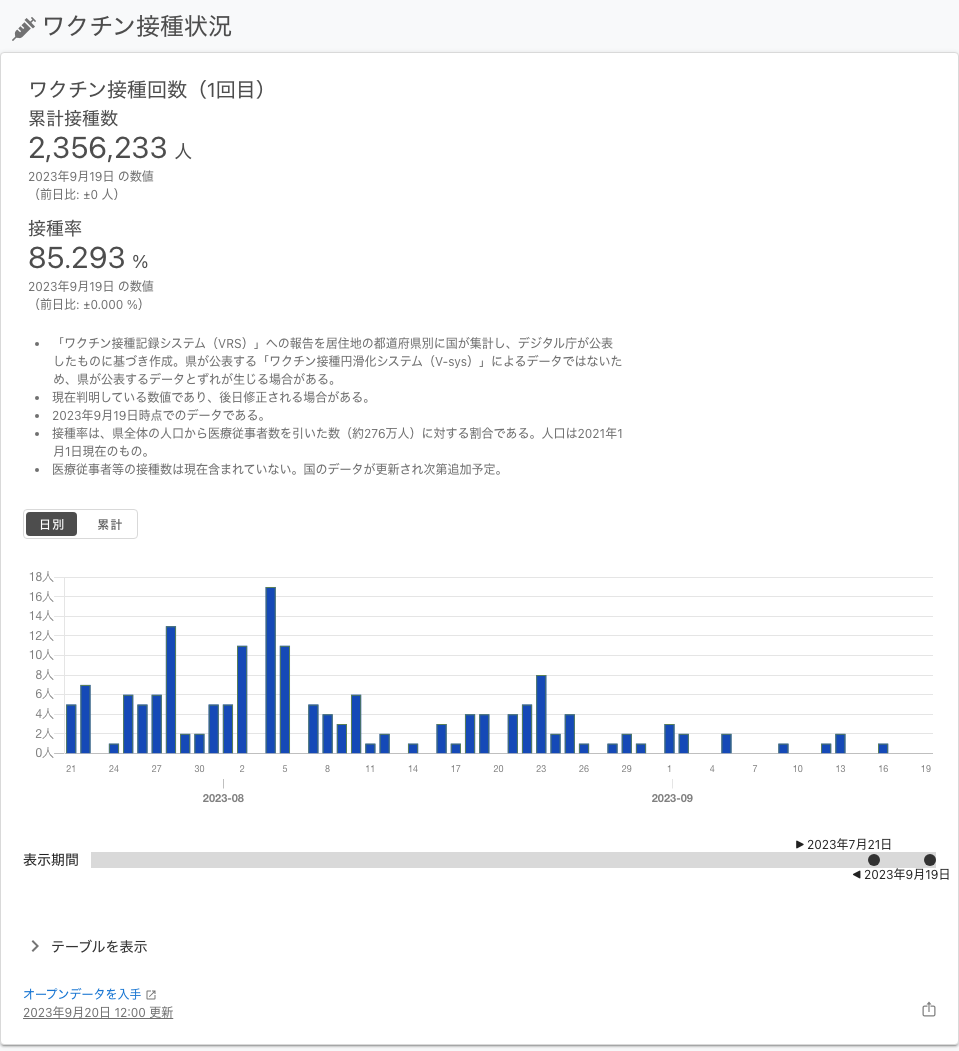 ワクチン接種状況
ワクチン接種回数（1回目）
累計接種数
2,356,233 人
2023年9月19日 の数値
（前日比: ±0 人）
接種率
85.293 %
2023年9月19日 の数値
（前日比: ±0.000 %）
• 「ワクチン接種記録システム（VRS）」への報告を居住地の都道府県別に国が集計し、デジタル庁が公表
したものに基づき作成。県が公表する「ワクチン接種円滑化システム（V-sys）」によるデータではないた
め、県が公表するデータとずれが生じる場合がある。
• 現在判明している数値であり、後日修正される場合がある。
• 2023年9月19日時点でのデータである。
• 接種率は、県全体の人口から医療従事者数を引いた数（約276万人）に対する割合である。人口は2021年1
月1日現在のもの。
• 医療従事者等の接種数は現在含まれていない。国のデータが更新され次第追加予定。
日別 累計
18人
16人
14人
12人
10人
8人
6人
4人
2人
0人
21 24 27 30 2 5 8 11 14 17 20 23 26 29 1 4 7 10 13 16 19
2023-08 2023-09
▶ 2023年7月21日
表示期間
◀ 2023年9月19日
テーブルを表示
オープンデータを入手
2023年9月20日 12:00 更新